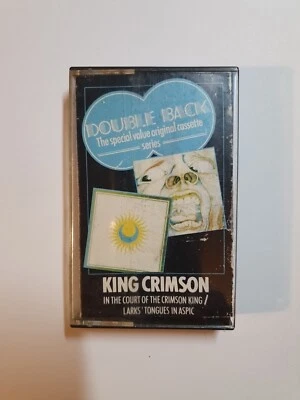 DOUBLE BACK
The special value original cassette
series
KING CRIMSON
IN THE COURT OF THE CRIMSON KING /
LARKS' TONGUES IN ASPIC